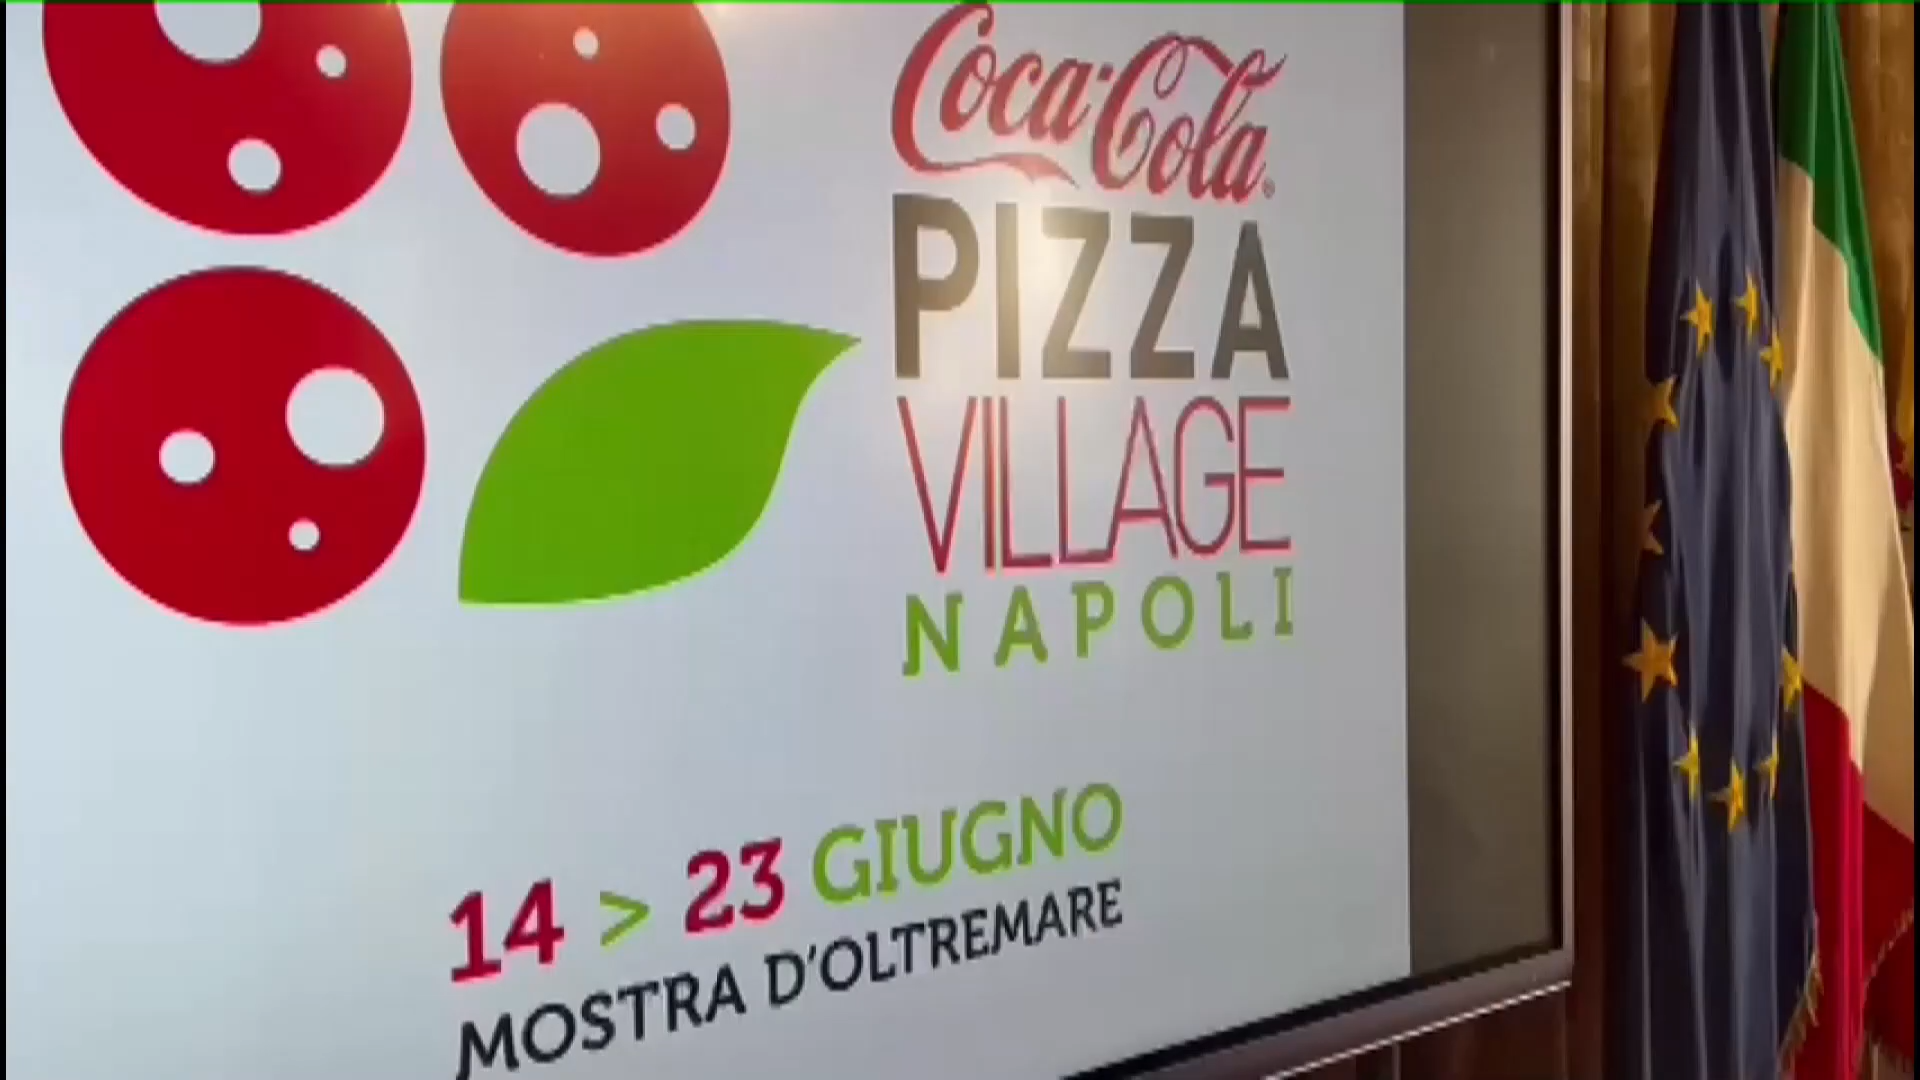 Coca-Cola®
PIZZA
VILLAGE
NAPOLI
14 > 23 GIUGNO
MOSTRA D'OLTREMARE